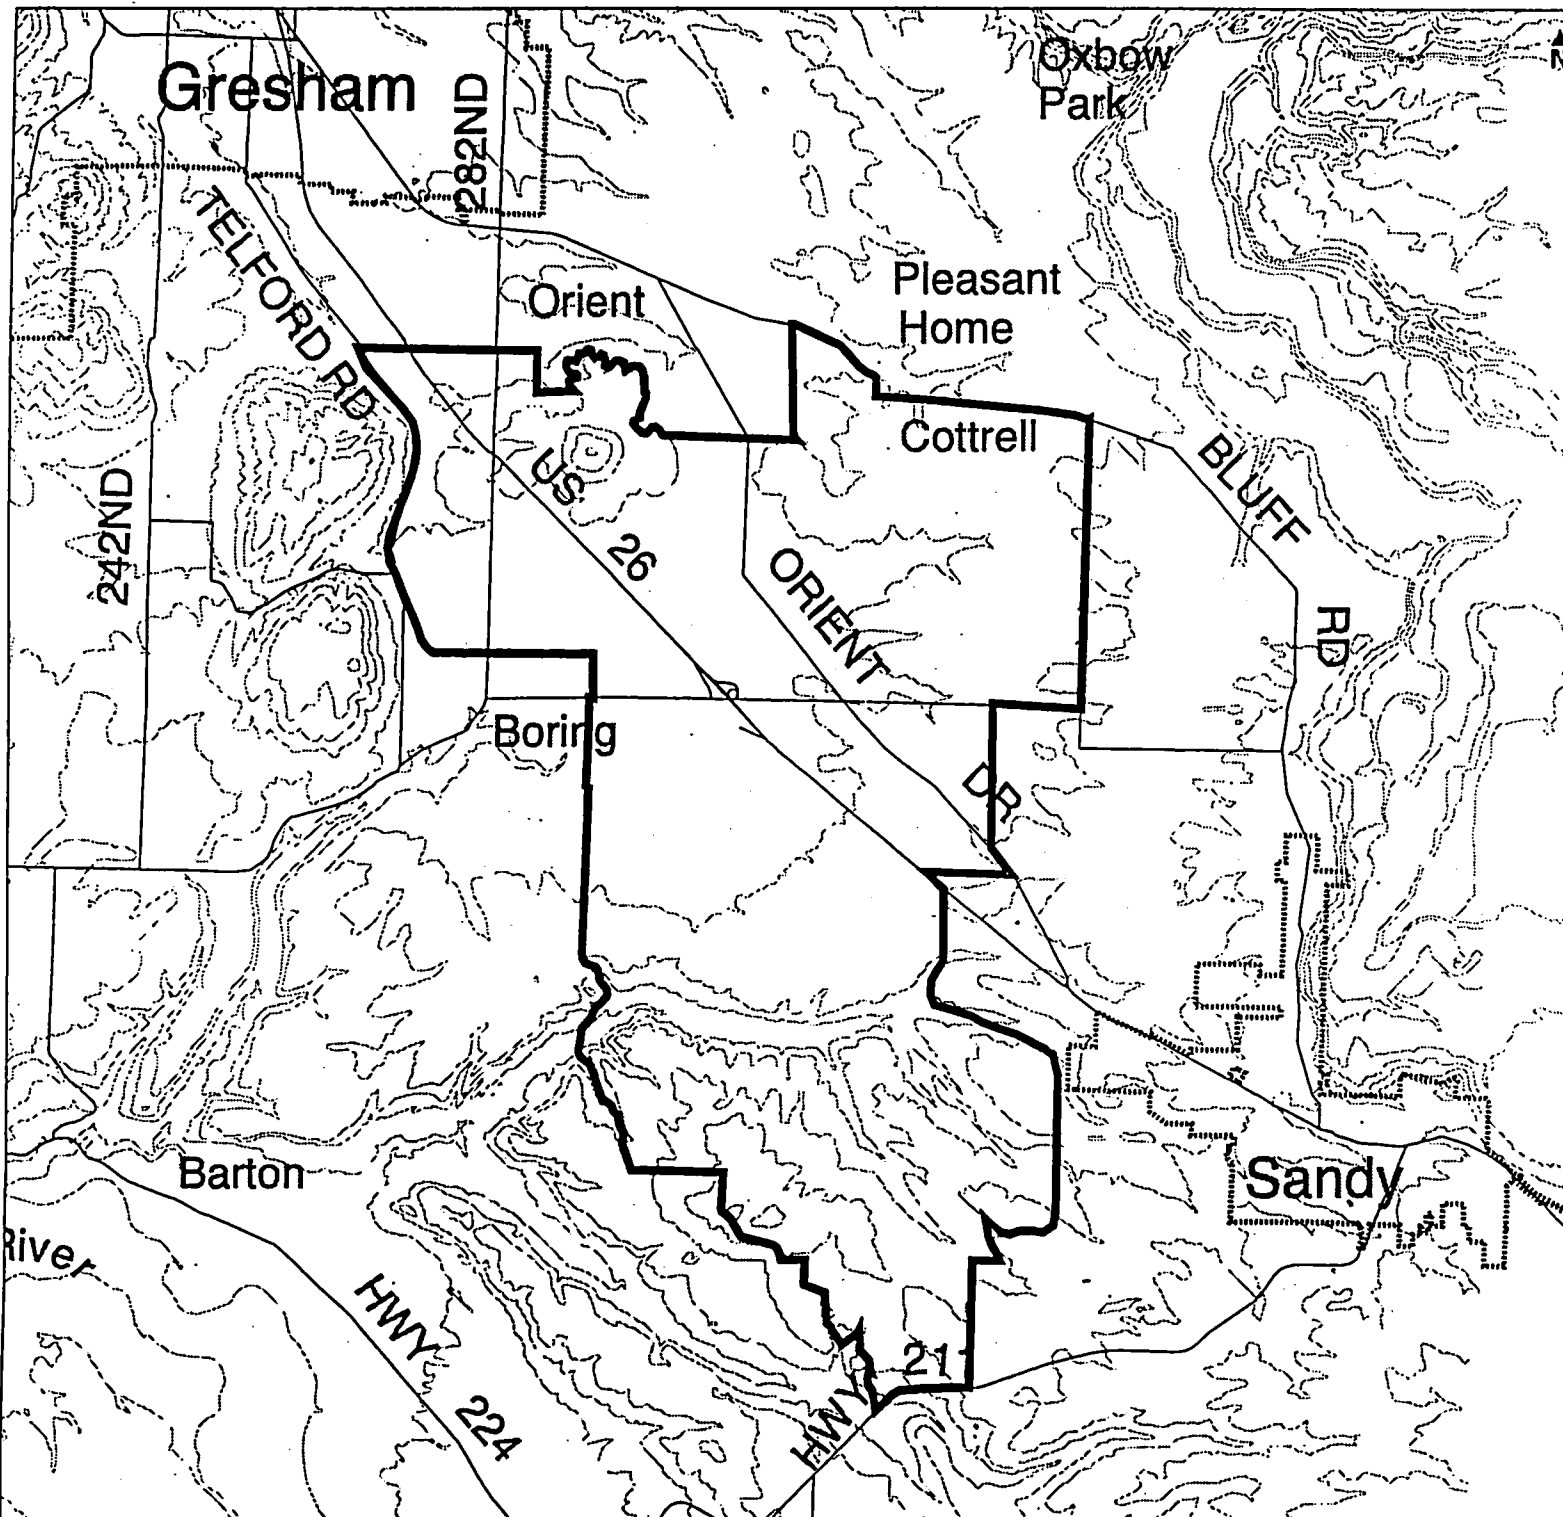 Oxbow
Park
N
Gresham
282ND
TELFORD RD
Orient
Pleasant
Home
Cottrell
BLUFF
RD
242ND
US
26
ORIENT
DR
Boring
Barton
Sandy
River
HWY
224
HWY
21